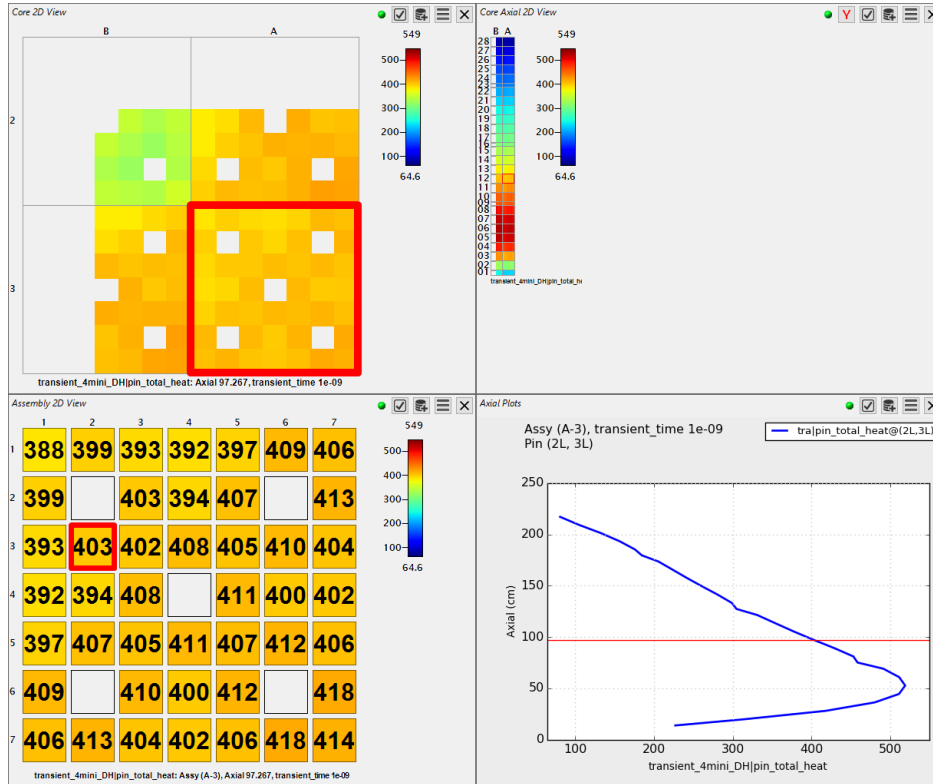 Core 2D View
B A
549
500
400
300
200
100
64.6
2
3
transient_4mini_DH|pin_total_heat: Axial 97.267, transient_time 1e-09
Core Axial 2D View
Y
B A
28
27
26
25
24
23
22
21
20
19
18
17
16
15
14
13
12
11
10
09
08
07
06
05
04
03
02
01
549
500
400
300
200
100
64.6
transient_4mini_DH|pin_total_he
Assembly 2D View
1 2 3 4 5 6 7
1 388 399 393 392 397 409 406
2 399 403 394 407 413
3 393 403 402 408 405 410 404
4 392 394 408 411 400 402
5 397 407 405 411 407 412 406
6 409 410 400 412 418
7 406 413 404 402 406 418 414
549
500
400
300
200
100
64.6
transient_4mini_DH|pin_total_heat: Assy (A-3), Axial 97.267, transient_time 1e-09
Axial Plots
Assy (A-3), transient_time 1e-09
Pin (2L, 3L)
tra|pin_total_heat@(2L,3L)
250
200
150
100
50
0
Axial (cm)
100 200 300 400 500
transient_4mini_DH|pin_total_heat